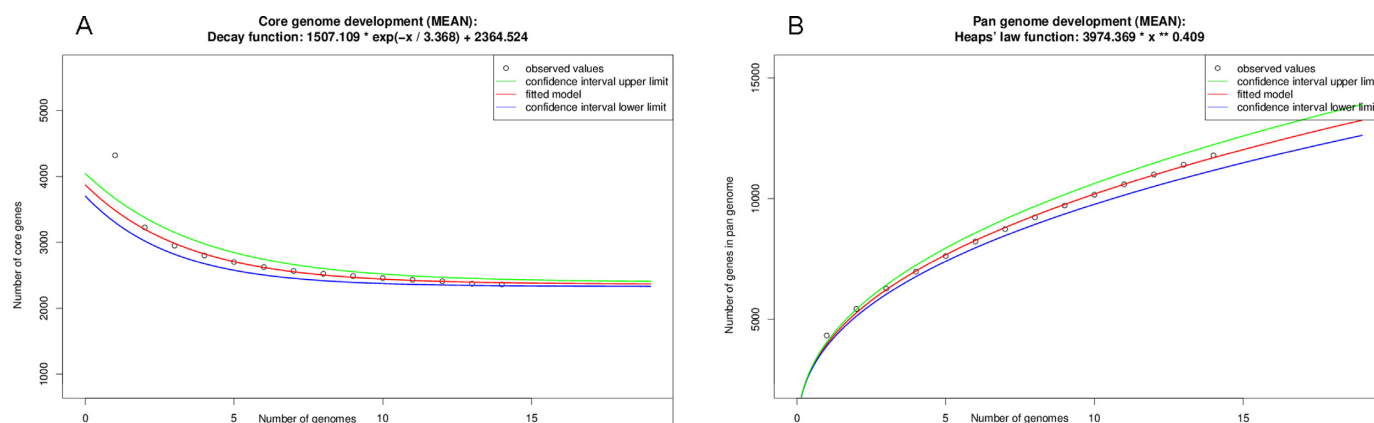 A
Core genome development (MEAN):
Decay function: 1507.109 * exp(−x / 3.368) + 2364.524
observed values
confidence interval upper limit
fitted model
confidence interval lower limit
Number of core genes
5000
4000
3000
2000
1000
0
5
10
15
Number of genomes
B
Pan genome development (MEAN):
Heaps' law function: 3974.369 * x ** 0.409
observed values
confidence interval upper limit
fitted model
confidence interval lower limit
Number of genes in pan genome
15000
10000
5000
0
5
10
15
Number of genomes